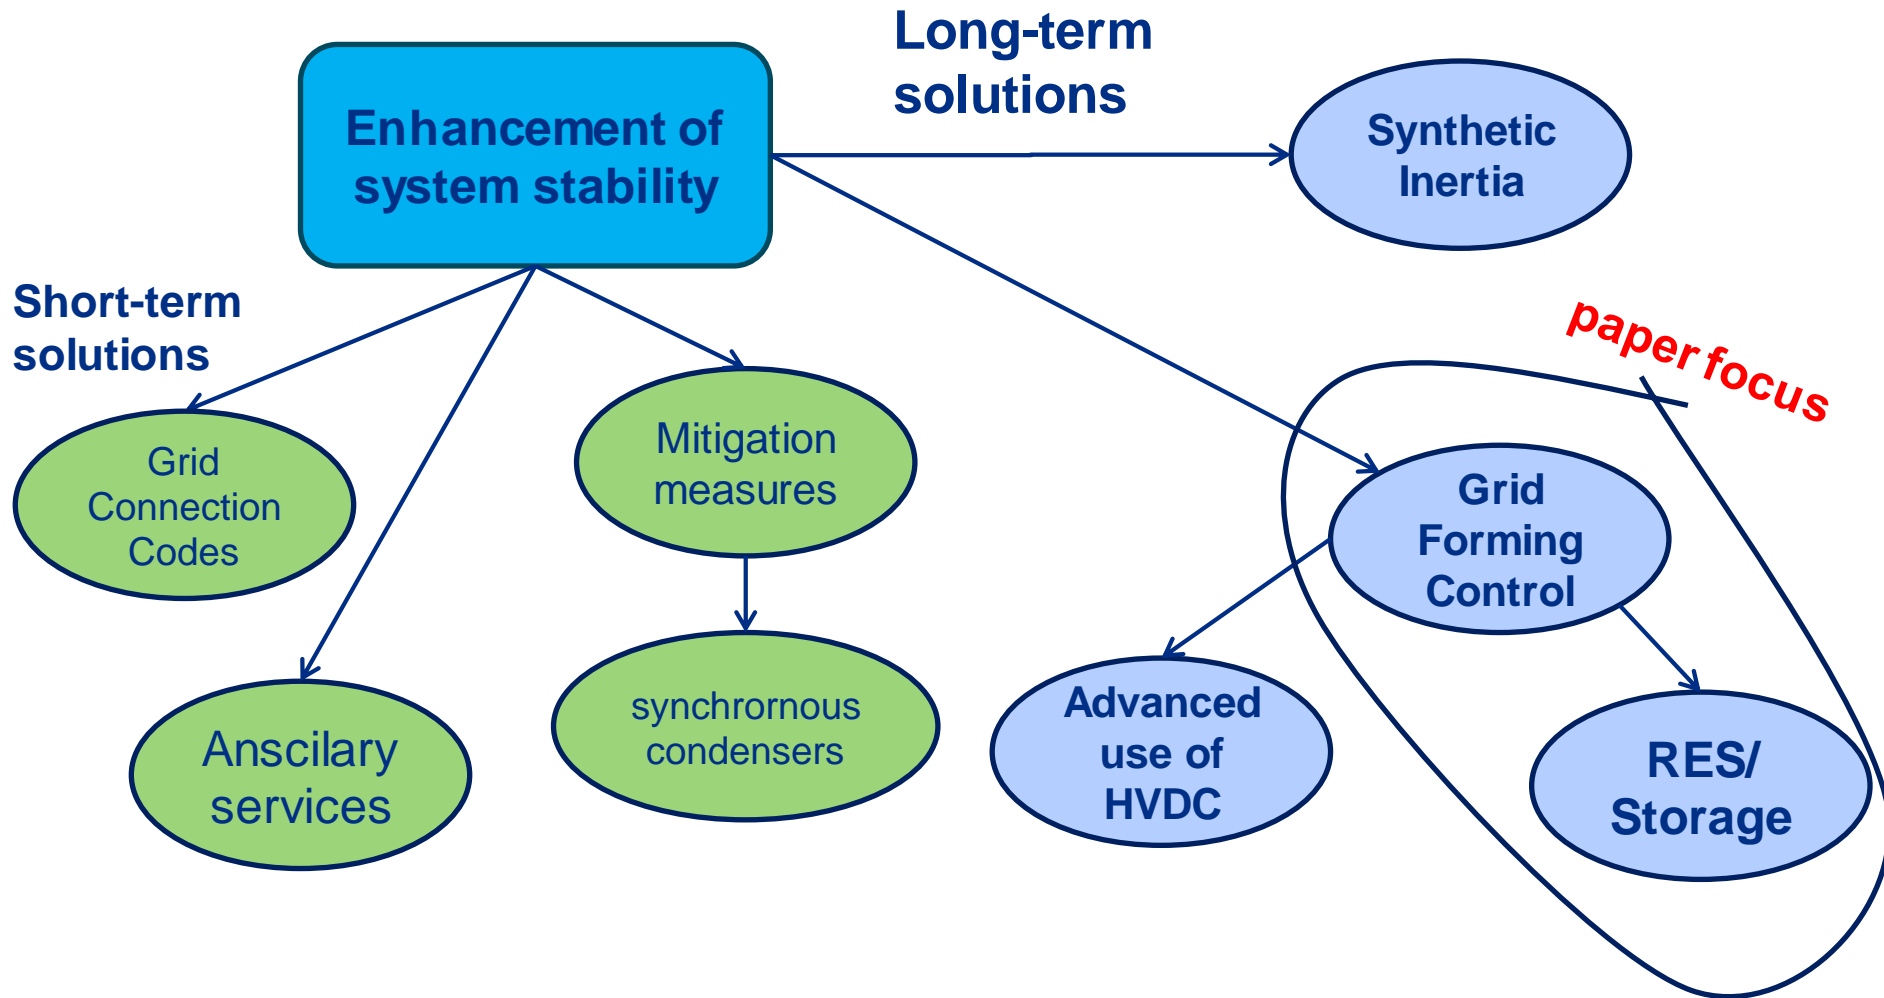 Long-term
solutions
Enhancement of
system stability
Synthetic
Inertia
Short-term
solutions
paper focus
Grid
Connection
Codes
Mitigation
measures
Grid
Forming
Control
Anscilary
services
synchrornous
condensers
Advanced
use of
HVDC
RES/
Storage